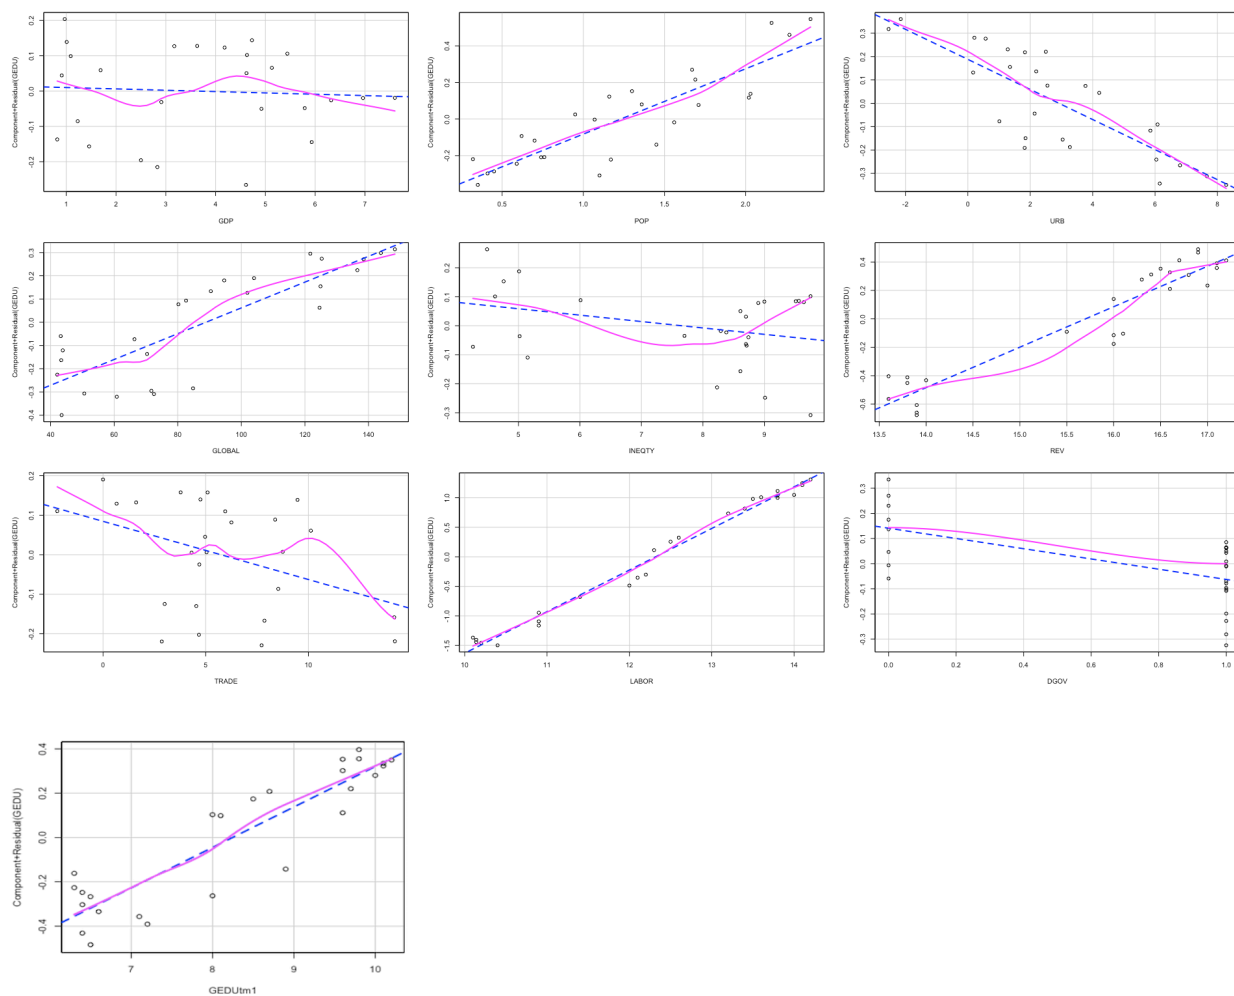 Component+Residual(GEDU)
0.2
0.1
0.0
-0.1
0.2
1 2 3 4 5 6 7
GDP
Component+Residual(GEDU)
0.4
0.2
0.0
-0.2
0.5 1.0 1.5 2.0
POP
Component+Residual(GEDU)
0.3
0.2
0.1
0.0
-0.1
-0.2
-0.3
-2 0 2 4 6 8
URB
Component+Residual(GEDU)
0.3
0.2
0.1
0.0
-0.1
-0.2
-0.3
-0.4
40 60 80 100 120 140
GLOBAL
Component+Residual(GEDU)
0.2
0.1
0.0
-0.1
-0.2
-0.3
5 6 7 8 9
INEQTY
Component+Residual(GEDU)
0.4
0.2
0.0
-0.2
-0.4
-0.6
13.5 14.0 14.5 15.0 15.5 16.0 16.5 17.0
REV
Component+Residual(GEDU)
0.2
0.1
0.0
-0.1
-0.2
0 5 10
TRADE
Component+Residual(GEDU)
1.0
0.5
0.0
-0.5
-1.0
-1.5
10 11 12 13 14
LABOR
Component+Residual(GEDU)
0.3
0.2
0.1
0.0
-0.1
-0.2
-0.3
0.0 0.2 0.4 0.6 0.8 1.0
DGOV
Component+Residual(GEDU)
0.4
0.2
0.0
-0.2
-0.4
7 8 9 10
GEDUtm1